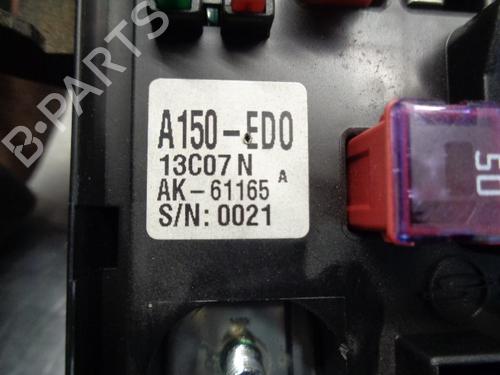 A150-ED0
13C07 N
AK-61165 A
S/N: 0021
50
B-PARTS